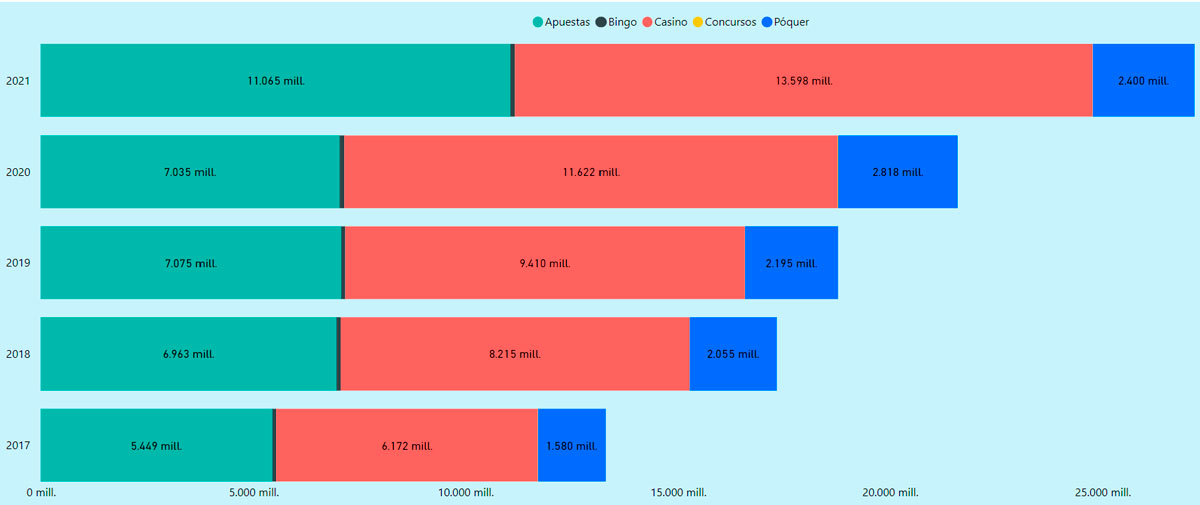 Apuestas Bingo Casino Concursos Póquer
2021 11.065 mill. 13.598 mill. 2.400 mill.
2020 7.035 mill. 11.622 mill. 2.818 mill.
2019 7.075 mill. 9.410 mill. 2.195 mill.
2018 6.963 mill. 8.215 mill. 2.055 mill.
2017 5.449 mill. 6.172 mill. 1.580 mill.
0 mill. 5.000 mill. 10.000 mill. 15.000 mill. 20.000 mill. 25.000 mill.